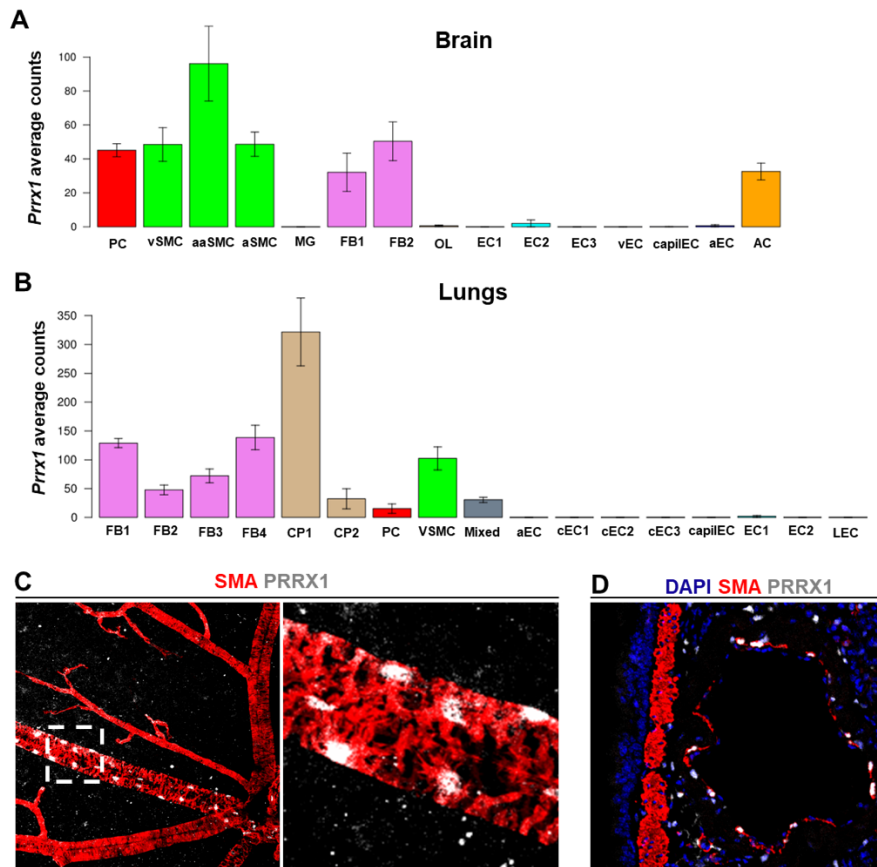 A
Brain
Prrx1 average counts
100
80
60
40
20
0
PC vSMC aaSMC aSMC MG FB1 FB2 OL EC1 EC2 EC3 vEC capilEC aEC AC
B
Lungs
Prrx1 average counts
350
300
250
200
150
100
50
0
FB1 FB2 FB3 FB4 CP1 CP2 PC VSMC Mixed aEC cEC1 cEC2 cEC3 capilEC EC1 EC2 LEC
C
SMA PRRX1
D
DAPI SMA PRRX1